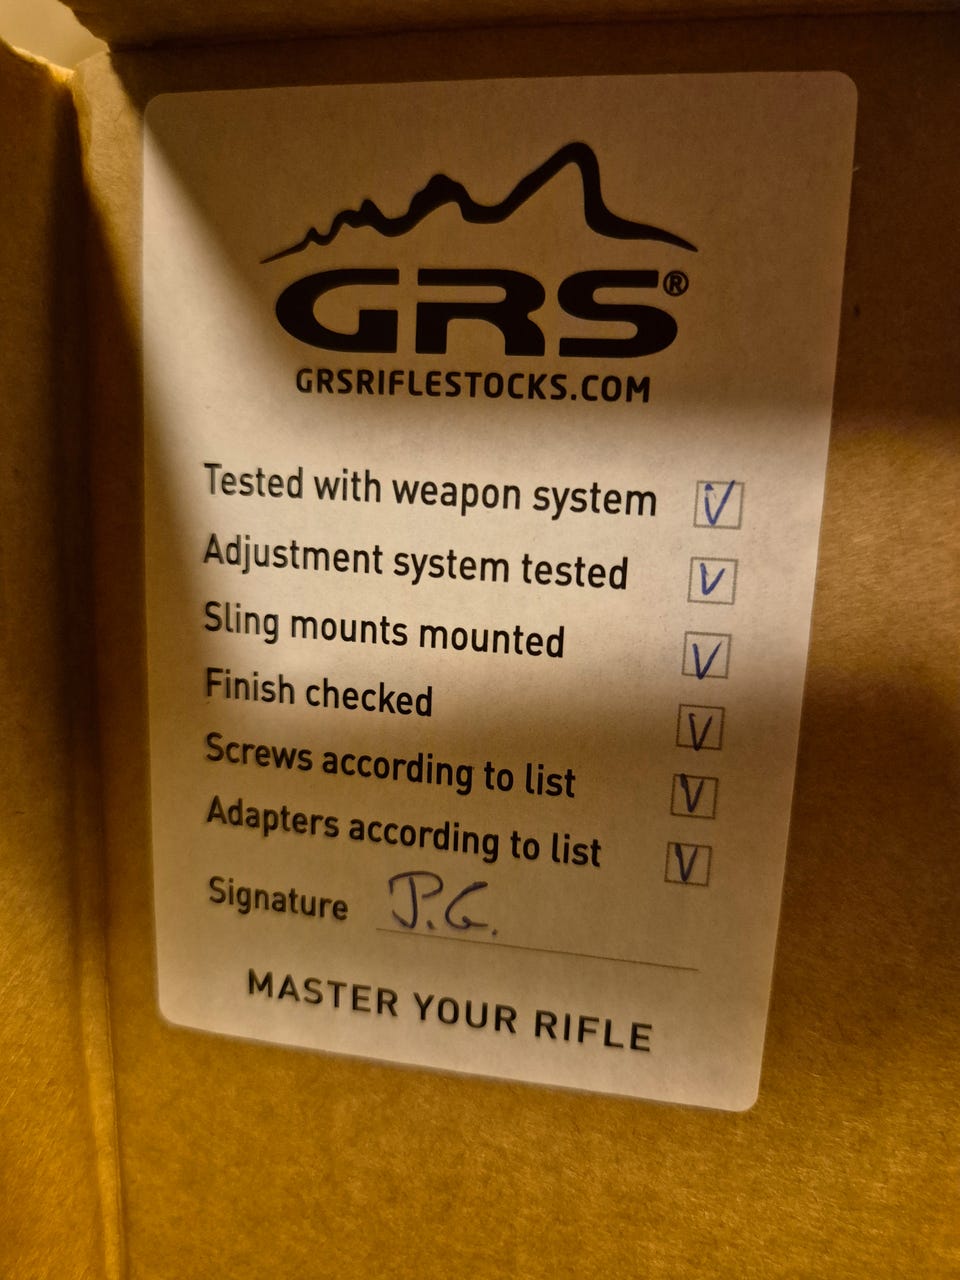 GRS®
GRSRIFLESTOCKS.COM
Tested with weapon system
Adjustment system tested
Sling mounts mounted
Finish checked
Screws according to list
Adapters according to list
Signature P.G.
MASTER YOUR RIFLE